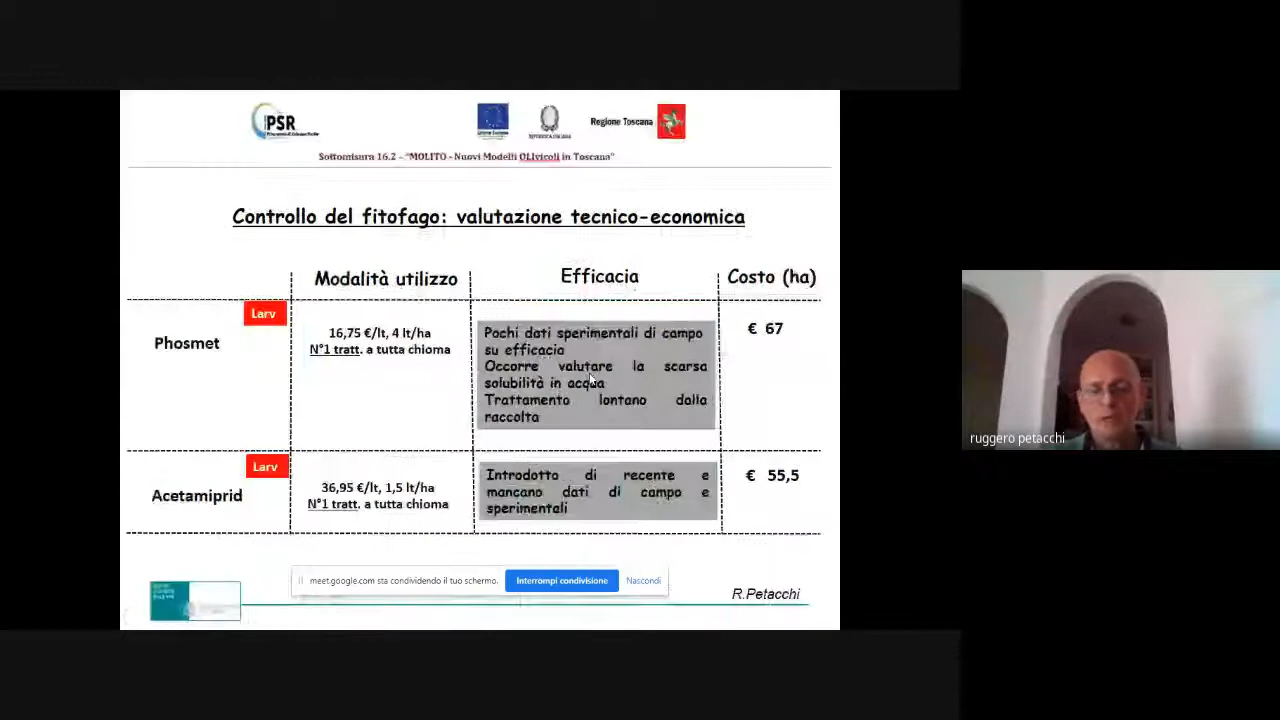 PSR
Regione Toscana
Sottomisura 16.2 - "MOLITO - Nuovi Modelli OLIvicoli in Toscana"
Controllo del fitofago: valutazione tecnico-economica
Modalità utilizzo
Efficacia
Costo (ha)
Larv
Phosmet
16,75 €/lt, 4 lt/ha
N°1 tratt. a tutta chioma
Pochi dati sperimentali di campo
su efficacia
Occorre valutare la scarsa
solubilità in acqua
Trattamento lontano dalla
raccolta
€ 67
Larv
Acetamiprid
36,95 €/lt, 1,5 lt/ha
N°1 tratt. a tutta chioma
Introdotto di recente e
mancano dati di campo e
sperimentali
€ 55,5
meet.google.com sta condividendo il tuo schermo.
Interrompi condivisione
Nascondi
R.Petacchi
ruggero petacchi